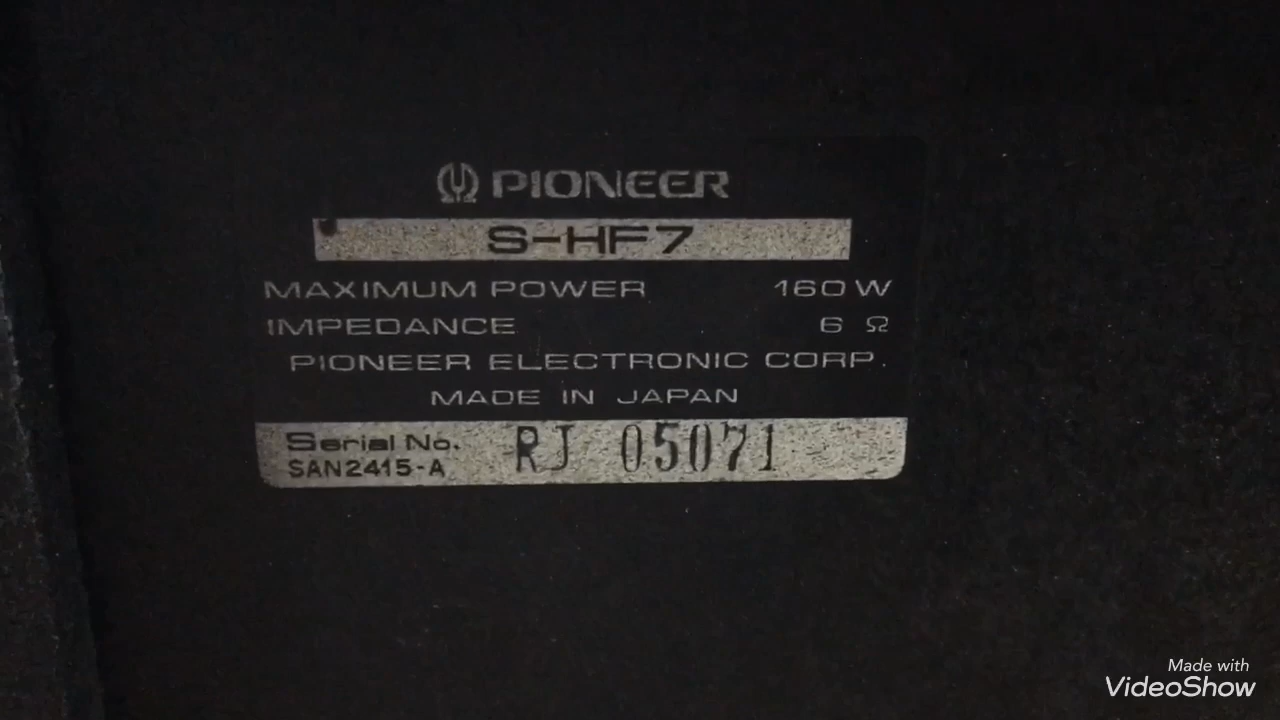 PIONEER
S-HF7
MAXIMUM POWER 160 W
IMPEDANCE 6 Ω
PIONEER ELECTRONIC CORP.
MADE IN JAPAN
Serial No. RJ 05071
SAN2415-A
Made with
VideoShow